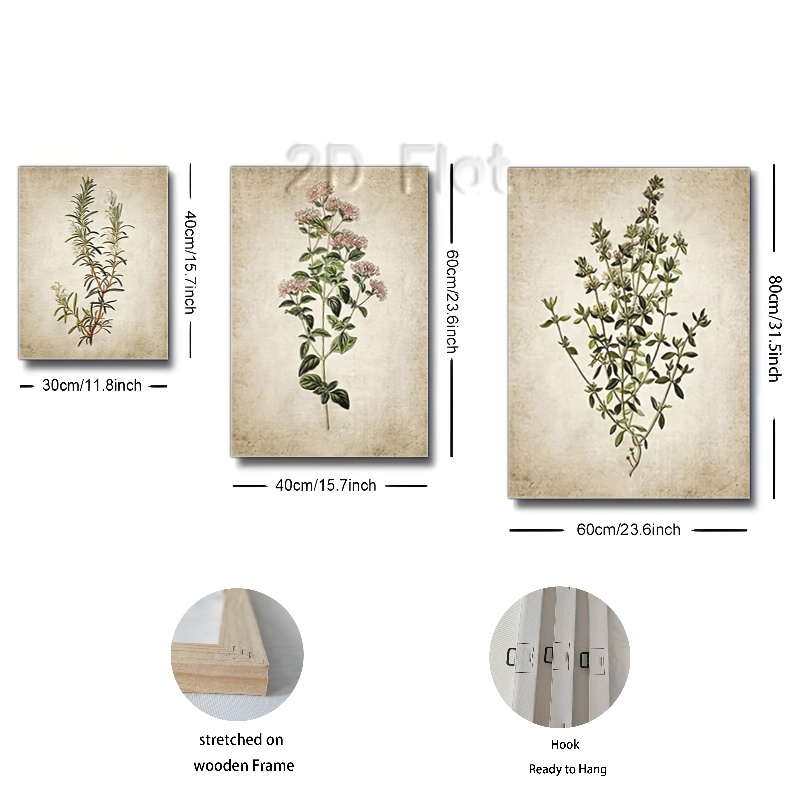 2D Flat
40cm/15.7inch
60cm/23.6inch
80cm/31.5inch
30cm/11.8inch
40cm/15.7inch
60cm/23.6inch
stretched on
wooden Frame
Hook
Ready to Hang